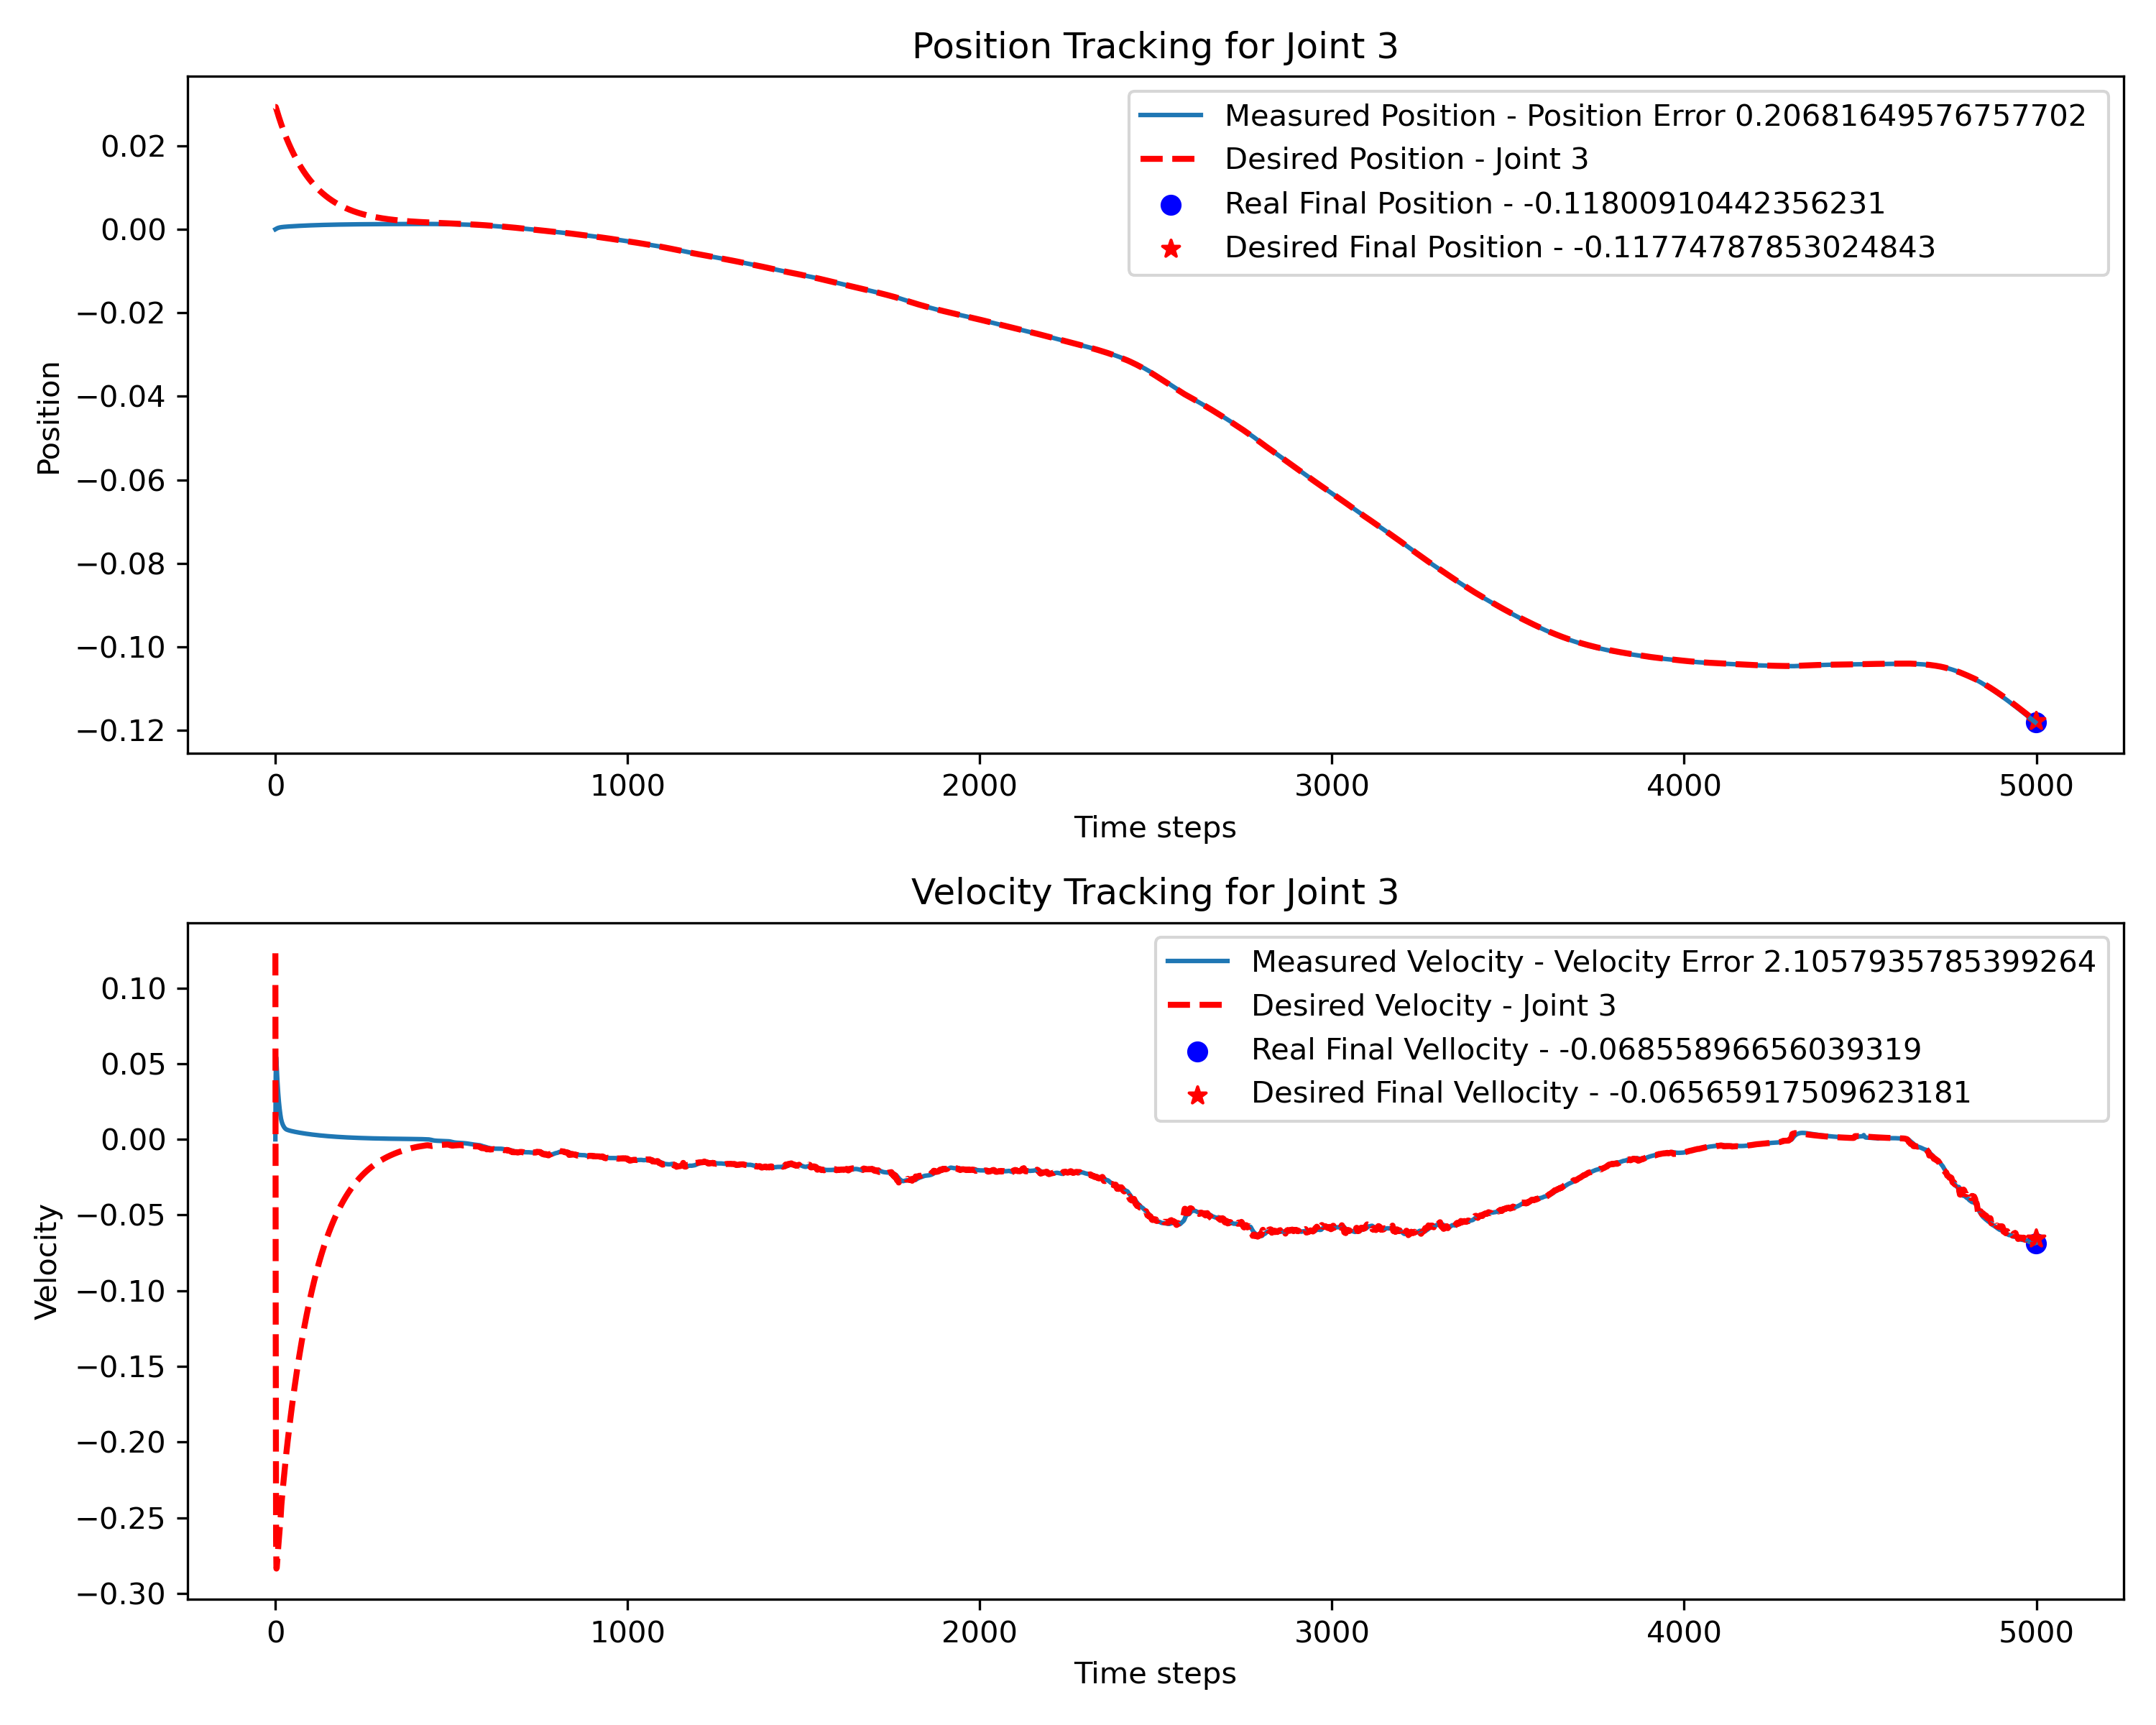 Position Tracking for Joint 3
Measured Position - Position Error 0.20681649576757702
Desired Position - Joint 3
Real Final Position - -0.11800910442356231
Desired Final Position - -0.11774787853024843
0.02
0.00
−0.02
−0.04
−0.06
−0.08
−0.10
−0.12
Position
0 1000 2000 3000 4000 5000
Time steps
Velocity Tracking for Joint 3
Measured Velocity - Velocity Error 2.1057935785399264
Desired Velocity - Joint 3
Real Final Vellocity - -0.06855896656039319
Desired Final Vellocity - -0.06565917509623181
0.10
0.05
0.00
−0.05
−0.10
−0.15
−0.20
−0.25
−0.30
Velocity
0 1000 2000 3000 4000 5000
Time steps